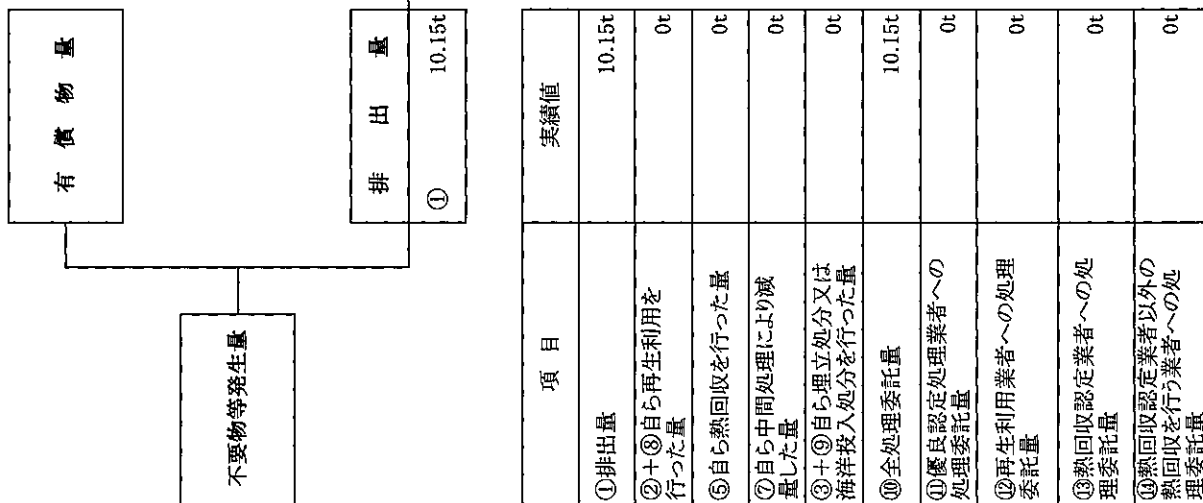 有償物量
不要物等発生量
排出量
① 10.15t
項目 実績値
①排出量 10.15t
②+⑧自ら再生利用を
行った量 0t
⑤自ら熱回収を行った量 0t
⑦自ら中間処理により減
量した量 0t
③+⑨自ら埋立処分又は
海洋投入処分を行った量 0t
⑩全処理委託量 10.15t
⑪優良認定処理業者への
処理委託量 0t
⑫再生利用業者への処理
委託量 0t
⑬熱回収認定業者への処
理委託量 0t
⑭熱回収認定業者以外の
熱回収を行う業者への処
理委託量 0t